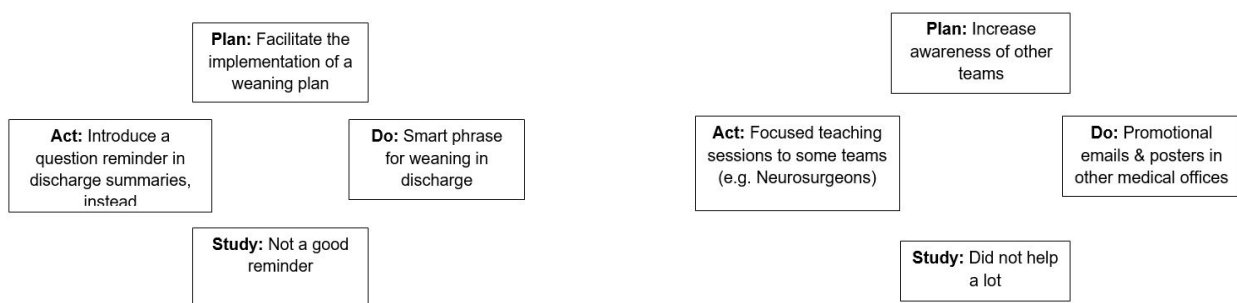 Plan: Facilitate the
implementation of a
weaning plan
Act: Introduce a
question reminder in
discharge summaries,
instead
Do: Smart phrase
for weaning in
discharge
Study: Not a good
reminder
Plan: Increase
awareness of other
teams
Act: Focused teaching
sessions to some teams
(e.g. Neurosurgeons)
Do: Promotional
emails & posters in
other medical offices
Study: Did not help
a lot